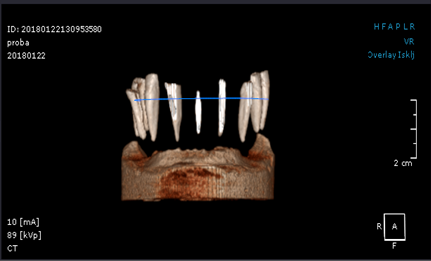 ID: 20180122130953580
proba
20180122
H F A P L R
VR
Overlay Isklj
2 cm
10 [mA]
89 [kVp]
CT
R
A
F